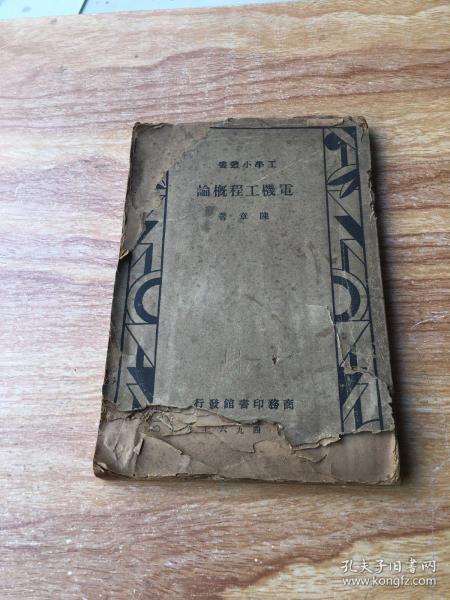 工學小叢書
電機工程概論
陳章著
商務印書館發行
孔夫子旧书网
www.kongfz.com